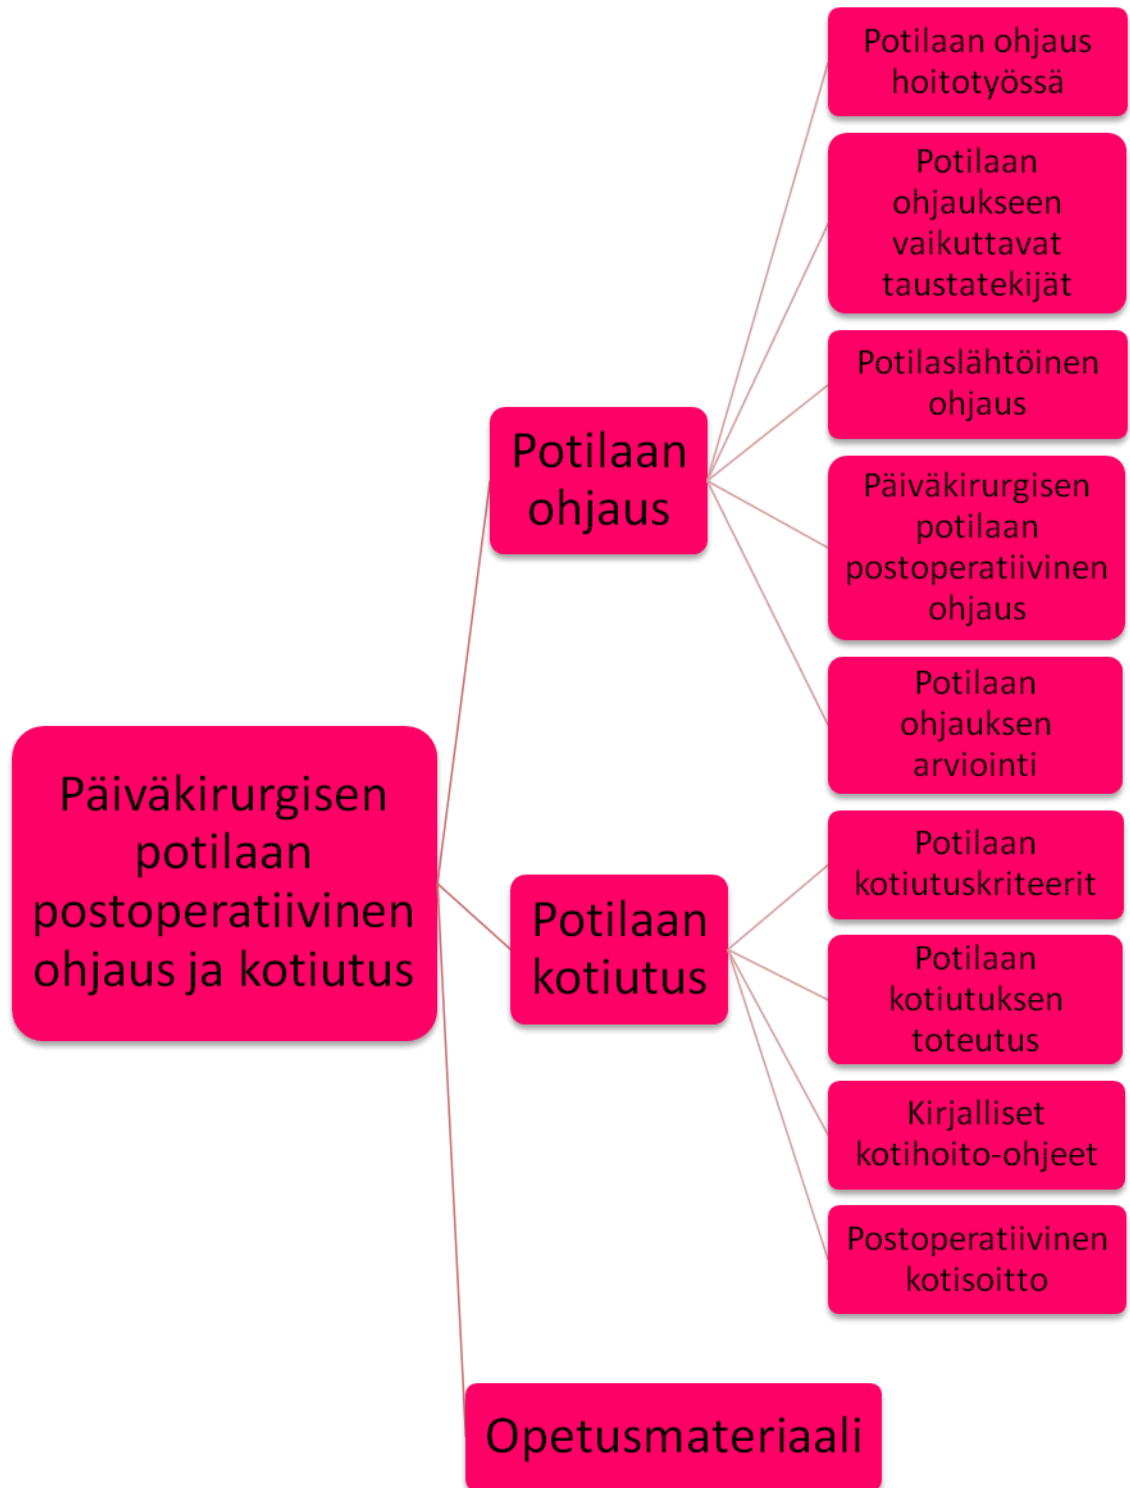 Päiväkirurgisen
potilaan
postoperatiivinen
ohjaus ja kotiutus
Potilaan
ohjaus
Potilaan ohjaus
hoitotyössä
Potilaan
ohjaukseen
vaikuttavat
taustatekijät
Potilaslähtöinen
ohjaus
Päiväkirurgisen
potilaan
postoperatiivinen
ohjaus
Potilaan
ohjauksen
arviointi
Potilaan
kotiutus
Potilaan
kotiutuskriteerit
Potilaan
kotiutuksen
toteutus
Kirjalliset
kotihoito-ohjeet
Postoperatiivinen
kotisoitto
Opetusmateriaali